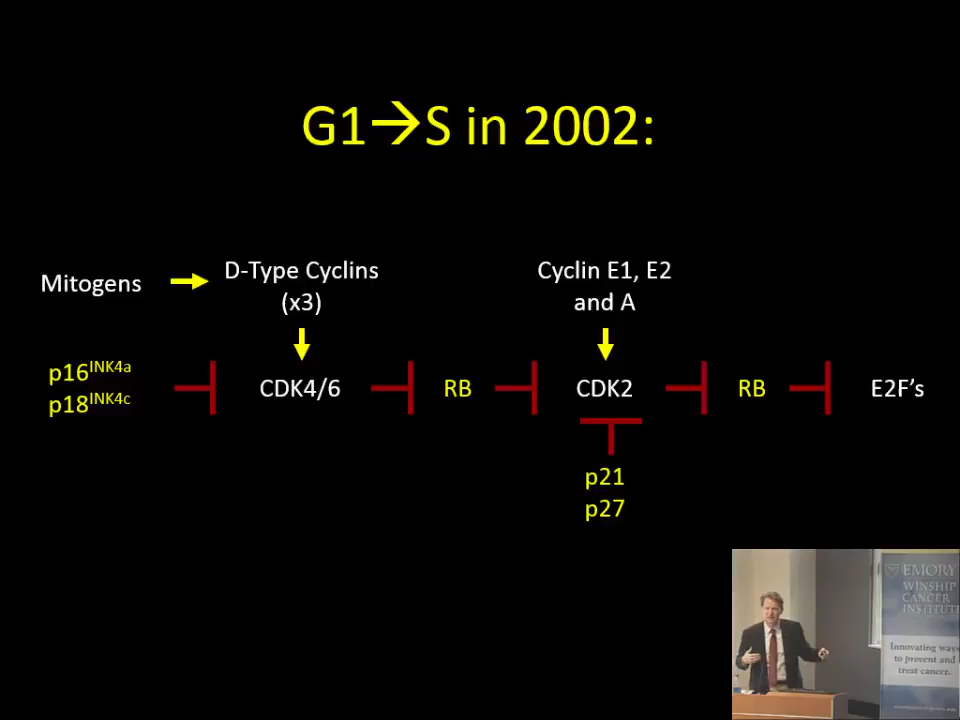 G1→S in 2002:
Mitogens
D-Type Cyclins
(x3)
Cyclin E1, E2
and A
p16INK4a
p18INK4c
CDK4/6
RB
CDK2
RB
E2F's
p21
p27
EMORY
WINSHIP
CANCER
INSTITUTE
Innovating ways
to prevent and
treat cancer.